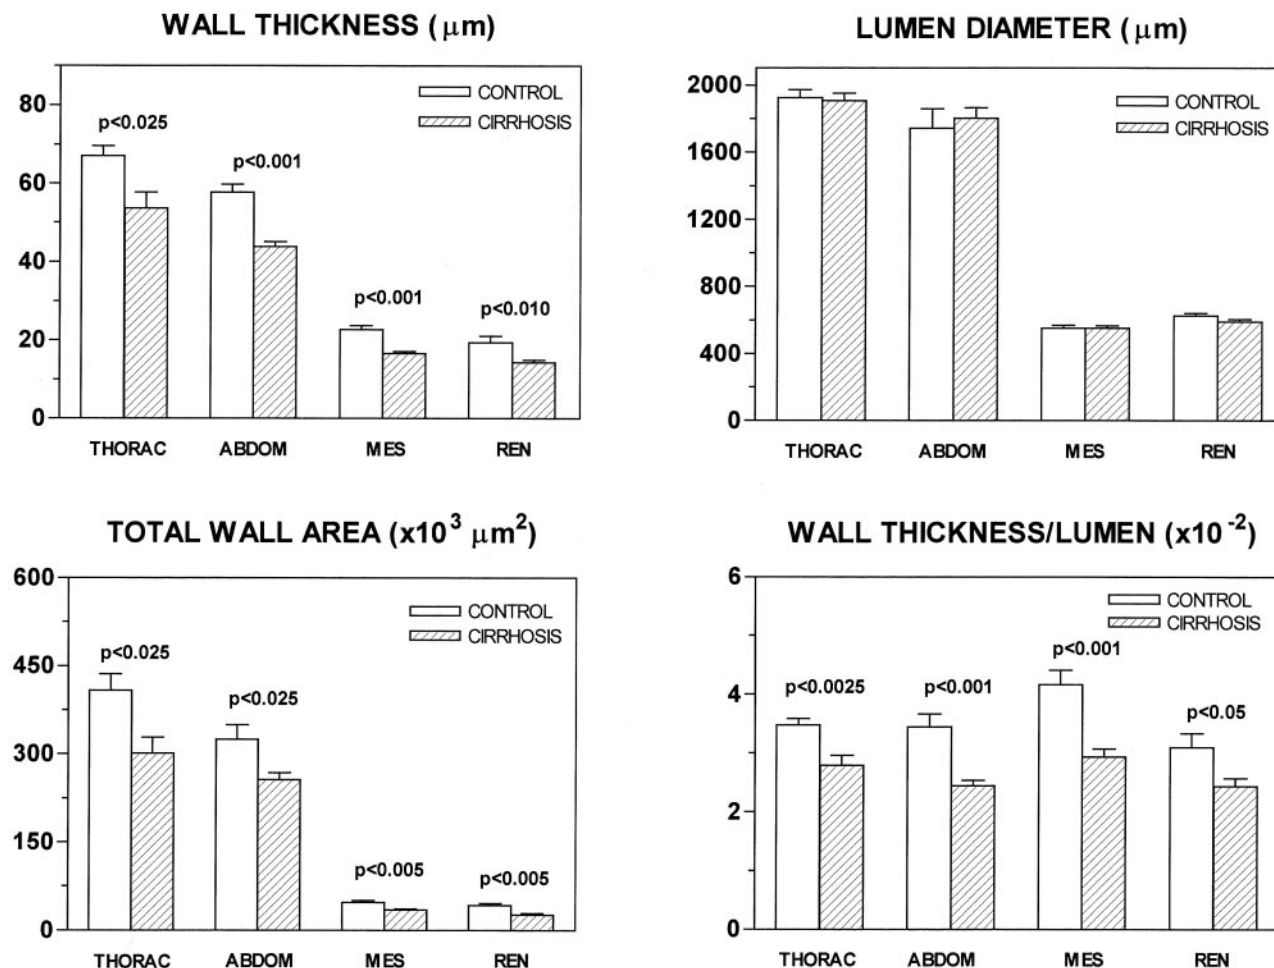 WALL THICKNESS (μm)
80
60
40
20
0
CONTROL
CIRRHOSIS
p<0.025
p<0.001
p<0.001
p<0.010
THORAC ABDOM MES REN
LUMEN DIAMETER (μm)
2000
1600
1200
800
400
0
CONTROL
CIRRHOSIS
THORAC ABDOM MES REN
TOTAL WALL AREA (x10³ μm²)
600
450
300
150
0
CONTROL
CIRRHOSIS
p<0.025
p<0.025
p<0.005
p<0.005
THORAC ABDOM MES REN
WALL THICKNESS/LUMEN (x10⁻²)
6
4
2
0
CONTROL
CIRRHOSIS
p<0.0025
p<0.001
p<0.001
p<0.05
THORAC ABDOM MES REN